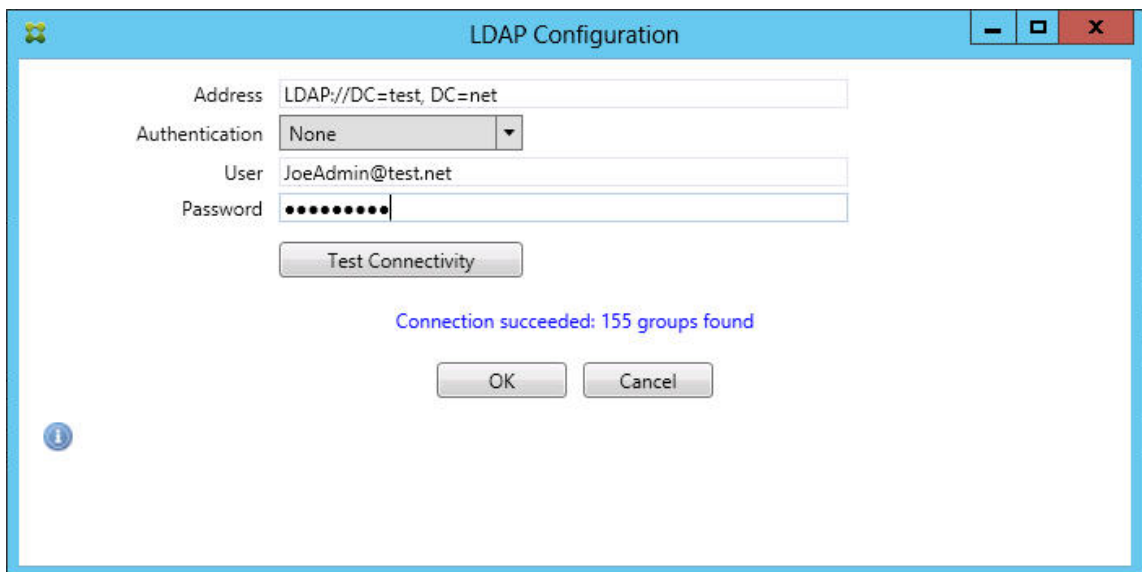 LDAP Configuration
Address LDAP://DC=test, DC=net
Authentication None
User JoeAdmin@test.net
Password •••••••••
Test Connectivity
Connection succeeded: 155 groups found
OK Cancel